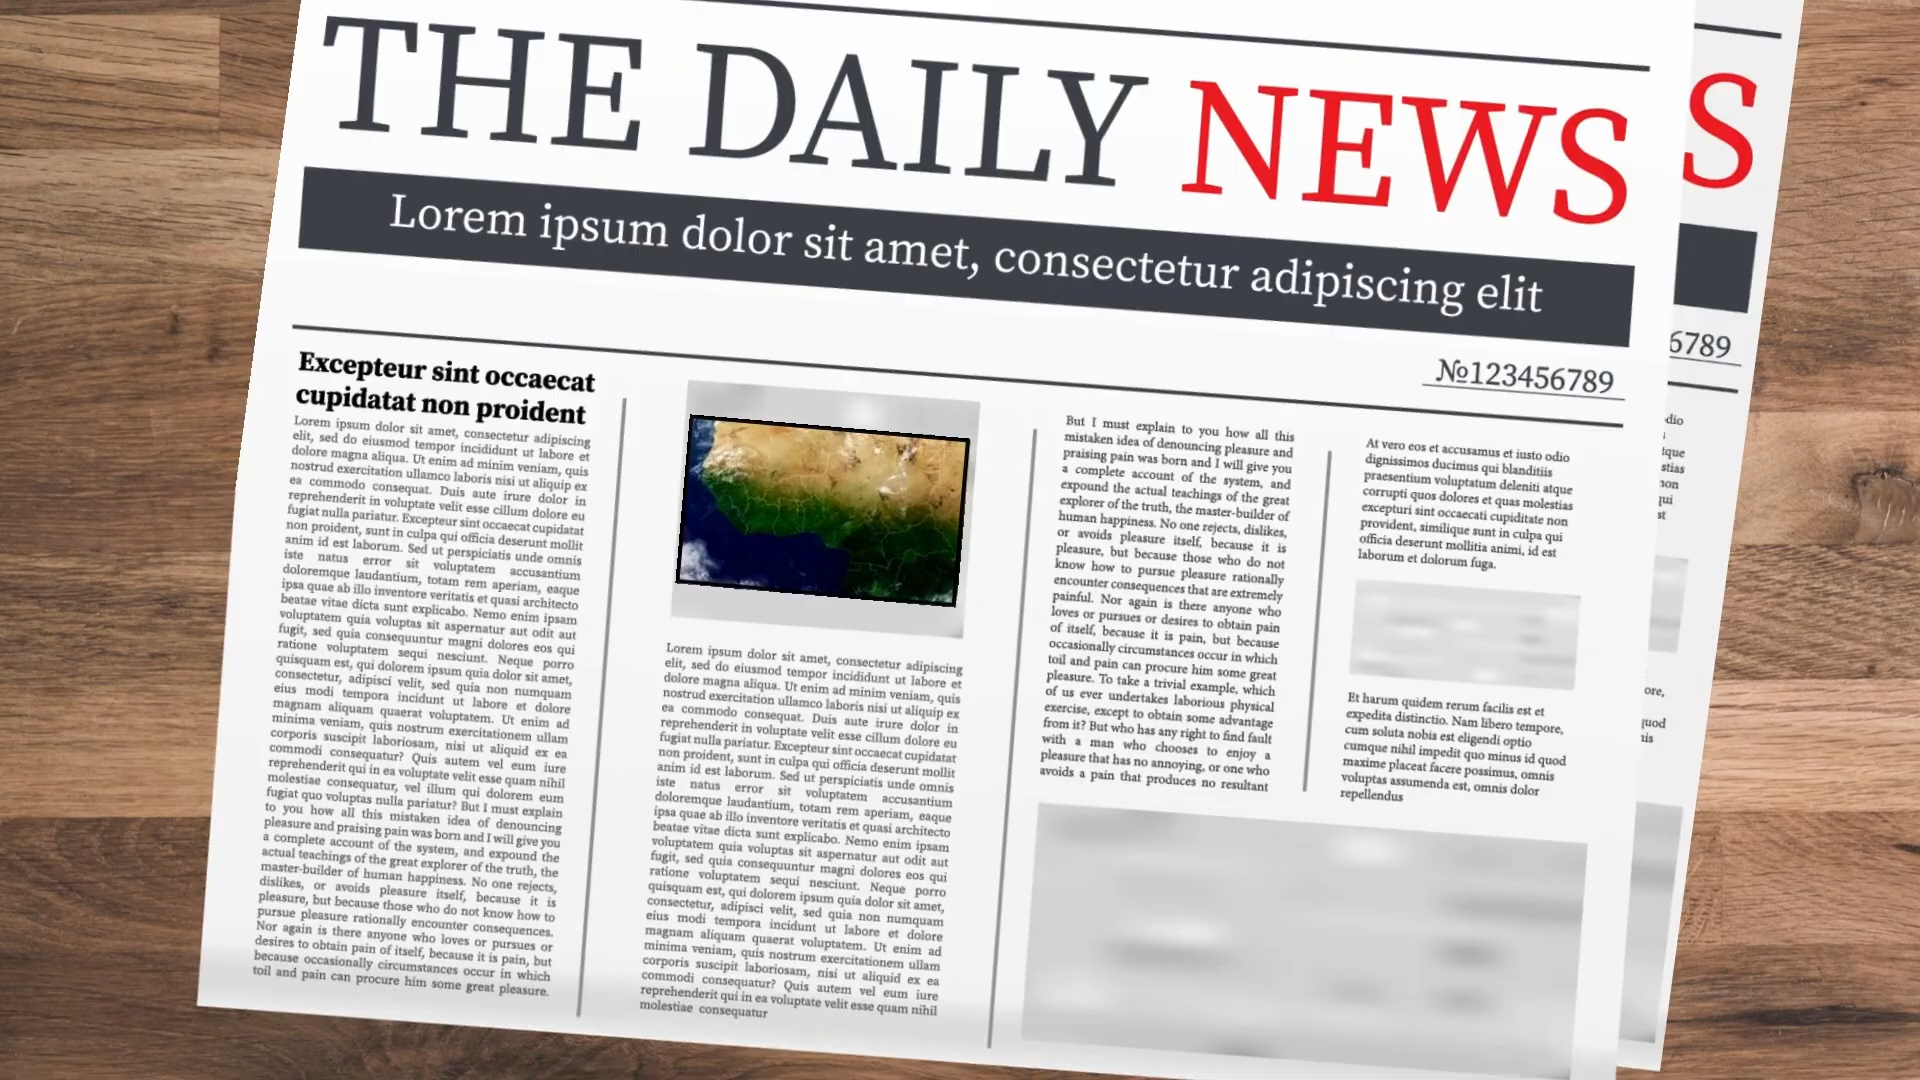 THE DAILY NEWS
S
Lorem ipsum dolor sit amet, consectetur adipiscing elit
№123456789
6789
Excepteur sint occaecat
cupidatat non proident
Lorem ipsum dolor sit amet, consectetur adipiscing
elit, sed do eiusmod tempor incididunt ut labore et
dolore magna aliqua. Ut enim ad minim veniam, quis
nostrud exercitation ullamco laboris nisi ut aliquip ex
ea commodo consequat. Duis aute irure dolor in
reprehenderit in voluptate velit esse cillum dolore eu
fugiat nulla pariatur. Excepteur sint occaecat cupidatat
non proident, sunt in culpa qui officia deserunt mollit
anim id est laborum. Sed ut perspiciatis unde omnis
iste natus error sit voluptatem accusantium
doloremque laudantium, totam rem aperiam, eaque
ipsa quae ab illo inventore veritatis et quasi architecto
beatae vitae dicta sunt explicabo. Nemo enim ipsam
voluptatem quia voluptas sit aspernatur aut odit aut
fugit, sed quia consequuntur magni dolores eos qui
ratione voluptatem sequi nesciunt. Neque porro
quisquam est, qui dolorem ipsum quia dolor sit amet,
consectetur, adipisci velit, sed quia non numquam
eius modi tempora incidunt ut labore et dolore
magnam aliquam quaerat voluptatem. Ut enim ad
minima veniam, quis nostrum exercitationem ullam
corporis suscipit laboriosam, nisi ut aliquid ex ea
commodi consequatur? Quis autem vel eum iure
reprehenderit qui in ea voluptate velit esse quam nihil
molestiae consequatur, vel illum qui dolorem eum
fugiat quo voluptas nulla pariatur? But I must explain
to you how all this mistaken idea of denouncing
pleasure and praising pain was born and I will give you
a complete account of the system, and expound the
actual teachings of the great explorer of the truth, the
master-builder of human happiness. No one rejects,
dislikes, or avoids pleasure itself, because it is
pleasure, but because those who do not know how to
pursue pleasure rationally encounter consequences.
Nor again is there anyone who loves or pursues or
desires to obtain pain of itself, because it is pain, but
because occasionally circumstances occur in which
toil and pain can procure him some great pleasure.
Lorem ipsum dolor sit amet, consectetur adipiscing
elit, sed do eiusmod tempor incididunt ut labore et
dolore magna aliqua. Ut enim ad minim veniam, quis
nostrud exercitation ullamco laboris nisi ut aliquip ex
ea commodo consequat. Duis aute irure dolor in
reprehenderit in voluptate velit esse cillum dolore eu
fugiat nulla pariatur. Excepteur sint occaecat cupidatat
non proident, sunt in culpa qui officia deserunt mollit
anim id est laborum. Sed ut perspiciatis unde omnis
iste natus error sit voluptatem accusantium
doloremque laudantium, totam rem aperiam, eaque
ipsa quae ab illo inventore veritatis et quasi architecto
beatae vitae dicta sunt explicabo. Nemo enim ipsam
voluptatem quia voluptas sit aspernatur aut odit aut
fugit, sed quia consequuntur magni dolores eos qui
ratione voluptatem sequi nesciunt. Neque porro
quisquam est, qui dolorem ipsum quia dolor sit amet,
consectetur, adipisci velit, sed quia non numquam
eius modi tempora incidunt ut labore et dolore
magnam aliquam quaerat voluptatem. Ut enim ad
minima veniam, quis nostrum exercitationem ullam
corporis suscipit laboriosam, nisi ut aliquid ex ea
commodi consequatur? Quis autem vel eum iure
reprehenderit qui in ea voluptate velit esse quam nihil
molestiae consequatur
But I must explain to you how all this
mistaken idea of denouncing pleasure and
praising pain was born and I will give you
a complete account of the system, and
expound the actual teachings of the great
explorer of the truth, the master-builder of
human happiness. No one rejects, dislikes,
or avoids pleasure itself, because it is
pleasure, but because those who do not
know how to pursue pleasure rationally
encounter consequences that are extremely
painful. Nor again is there anyone who
loves or pursues or desires to obtain pain
of itself, because it is pain, but because
occasionally circumstances occur in which
toil and pain can procure him some great
pleasure. To take a trivial example, which
of us ever undertakes laborious physical
exercise, except to obtain some advantage
from it? But who has any right to find fault
with a man who chooses to enjoy a
pleasure that has no annoying, or one who
avoids a pain that produces no resultant
At vero eos et accusamus et iusto odio
dignissimos ducimus qui blanditiis
praesentium voluptatum deleniti atque
corrupti quos dolores et quas molestias
excepturi sint occaecati cupiditate non
provident, similique sunt in culpa qui
officia deserunt mollitia animi, id est
laborum et dolorum fuga.
Et harum quidem rerum facilis est et
expedita distinctio. Nam libero tempore,
cum soluta nobis est eligendi optio
cumque nihil impedit quo minus id quod
maxime placeat facere possimus, omnis
voluptas assumenda est, omnis dolor
repellendus